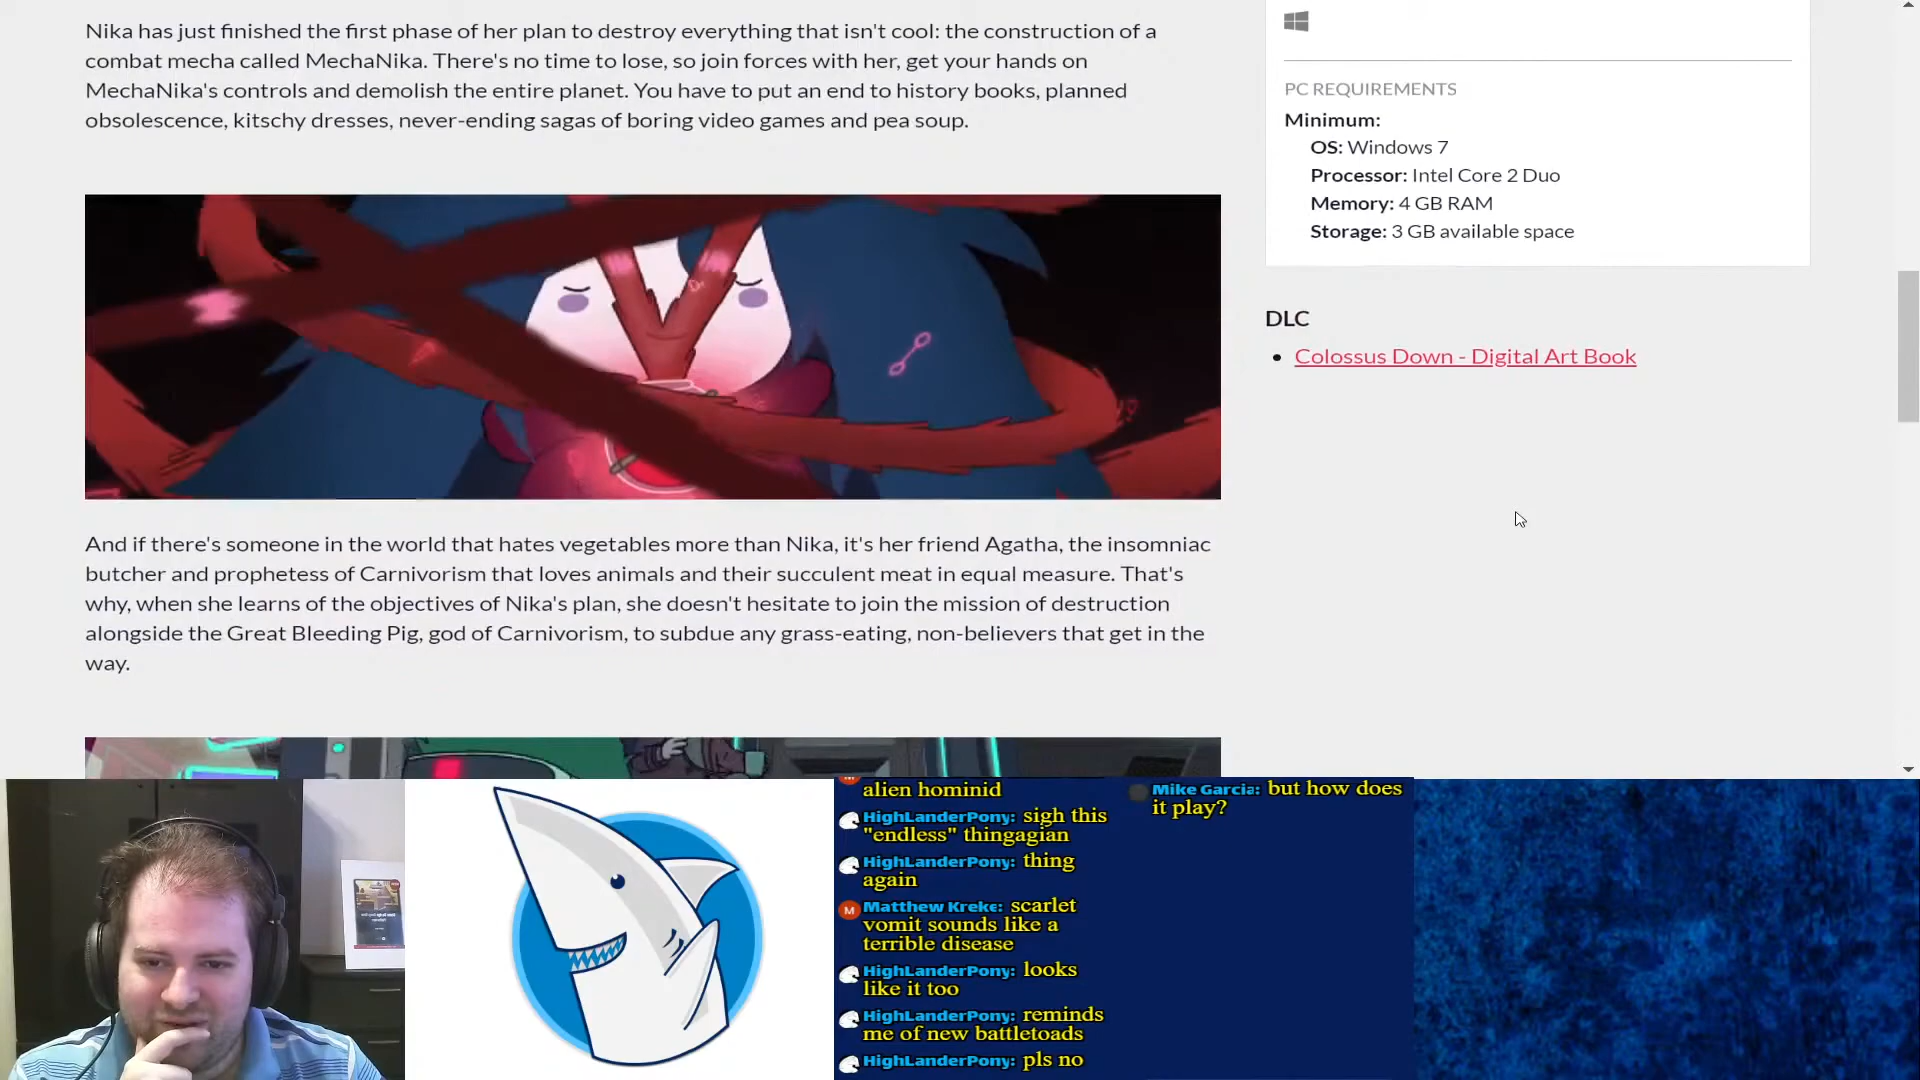 Nika has just finished the first phase of her plan to destroy everything that isn't cool: the construction of a
combat mecha called MechaNika. There's no time to lose, so join forces with her, get your hands on
MechaNika's controls and demolish the entire planet. You have to put an end to history books, planned
obsolescence, kitschy dresses, never-ending sagas of boring video games and pea soup.
And if there's someone in the world that hates vegetables more than Nika, it's her friend Agatha, the insomniac
butcher and prophetess of Carnivorism that loves animals and their succulent meat in equal measure. That's
why, when she learns of the objectives of Nika's plan, she doesn't hesitate to join the mission of destruction
alongside the Great Bleeding Pig, god of Carnivorism, to subdue any grass-eating, non-believers that get in the
way.
PC REQUIREMENTS
Minimum:
OS: Windows 7
Processor: Intel Core 2 Duo
Memory: 4 GB RAM
Storage: 3 GB available space
DLC
Colossus Down - Digital Art Book
alien hominid
HighLanderPony: sigh this
"endless" thingagian
HighLanderPony: thing
again
M Matthew Kreke: scarlet
vomit sounds like a
terrible disease
HighLanderPony: looks
like it too
HighLanderPony: reminds
me of new battletoads
HighLanderPony: pls no
Mike Garcia: but how does
it play?